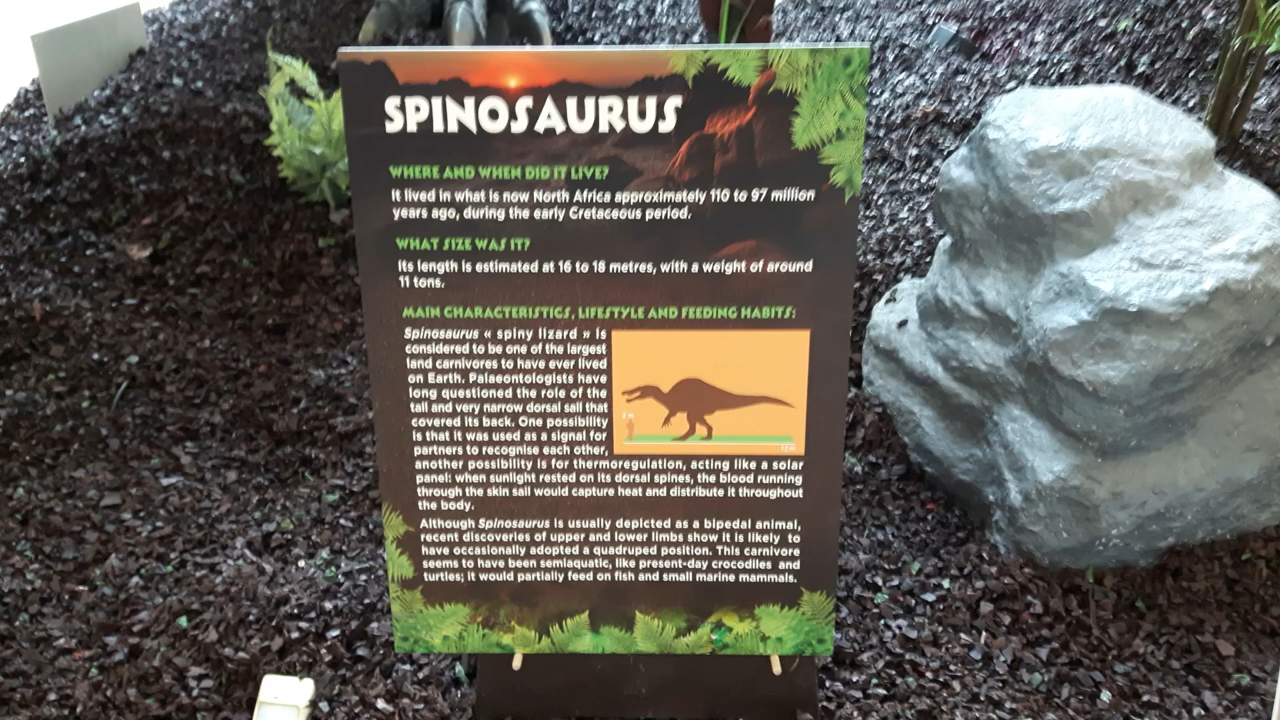 SPINOSAURUS
WHERE AND WHEN DID IT LIVE?
It lived in what is now North Africa approximately 110 to 97 million
years ago, during the early Cretaceous period.
WHAT SIZE WAS IT?
Its length is estimated at 16 to 18 metres, with a weight of around
11 tons.
MAIN CHARACTERISTICS, LIFESTYLE AND FEEDING HABITS:
Spinosaurus « spiny lizard » is
considered to be one of the largest
land carnivores to have ever lived
on Earth. Palaeontologists have
long questioned the role of the
tall and very narrow dorsal sail that
covered its back. One possibility
is that it was used as a signal for
partners to recognise each other,
another possibility is for thermoregulation, acting like a solar
panel: when sunlight rested on its dorsal spines, the blood running
through the skin sail would capture heat and distribute it throughout
the body.
Although Spinosaurus is usually depicted as a bipedal animal,
recent discoveries of upper and lower limbs show it is likely to
have occasionally adopted a quadruped position. This carnivore
seems to have been semiaquatic, like present-day crocodiles and
turtles; it would partially feed on fish and small marine mammals.